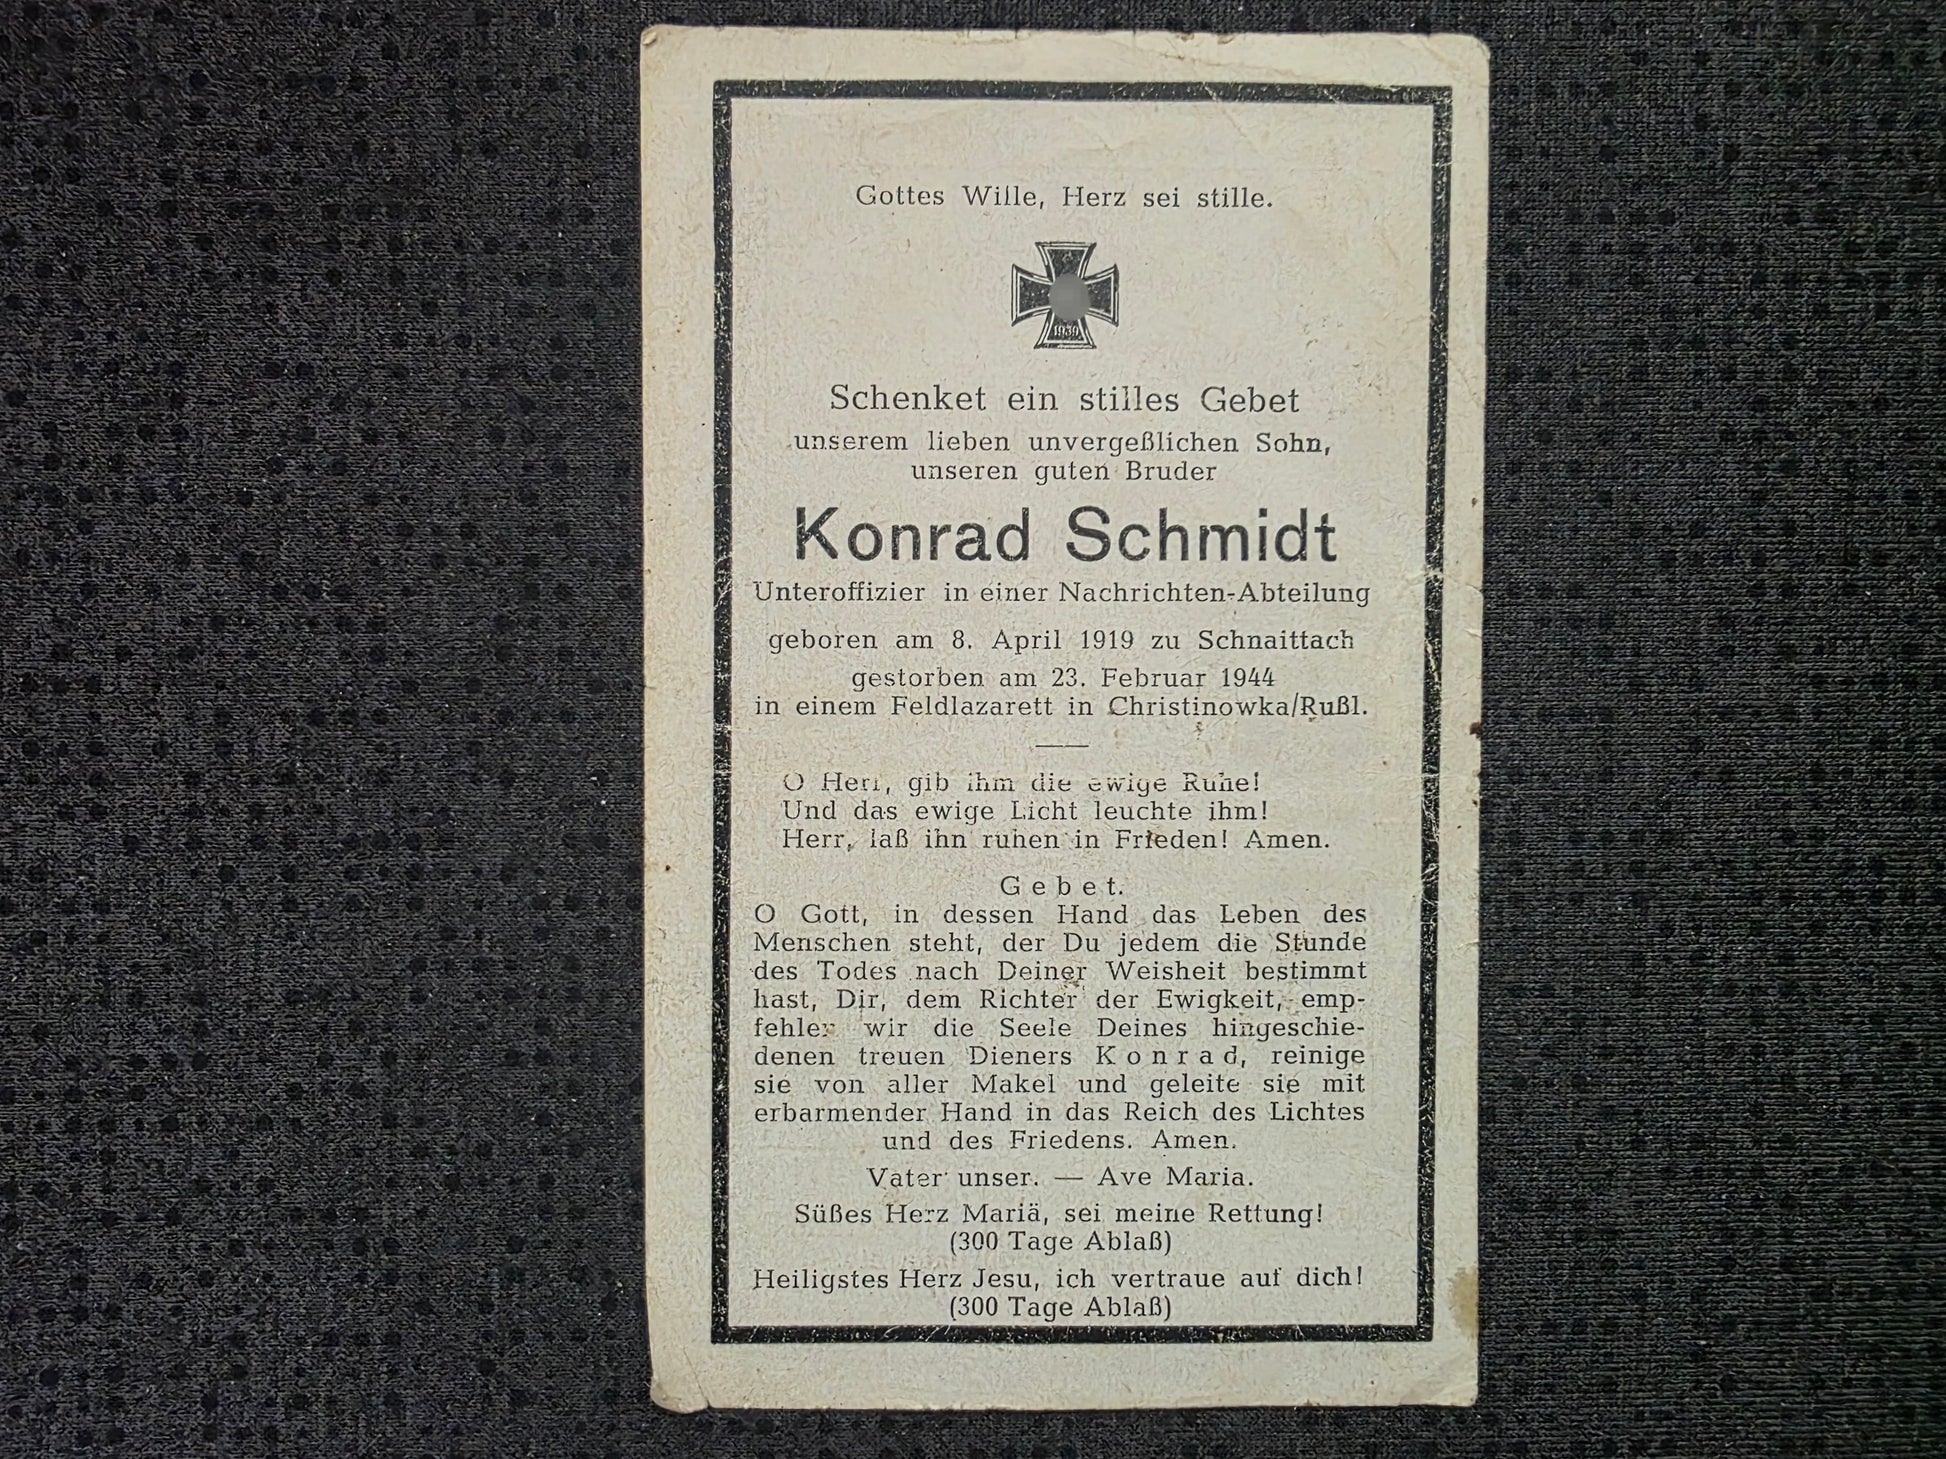 Gottes Wille, Herz sei stille.
1939
Schenket ein stilles Gebet
unserem lieben unvergeßlichen Sohn,
unseren guten Bruder
Konrad Schmidt
Unteroffizier in einer Nachrichten-Abteilung
geboren am 8. April 1919 zu Schnaittach
gestorben am 23. Februar 1944
in einem Feldlazarett in Christinowka/Rußl.
O Herr, gib ihm die ewige Ruhe!
Und das ewige Licht leuchte ihm!
Herr, laß ihn ruhen in Frieden! Amen.
Gebet.
O Gott, in dessen Hand das Leben des
Menschen steht, der Du jedem die Stunde
des Todes nach Deiner Weisheit bestimmt
hast, Dir, dem Richter der Ewigkeit, emp-
fehlen wir die Seele Deines hingeschie-
denen treuen Dieners Konrad, reinige
sie von aller Makel und geleite sie mit
erbarmender Hand in das Reich des Lichtes
und des Friedens. Amen.
Vater unser. — Ave Maria.
Süßes Herz Mariä, sei meine Rettung!
(300 Tage Ablaß)
Heiligstes Herz Jesu, ich vertraue auf dich!
(300 Tage Ablaß)